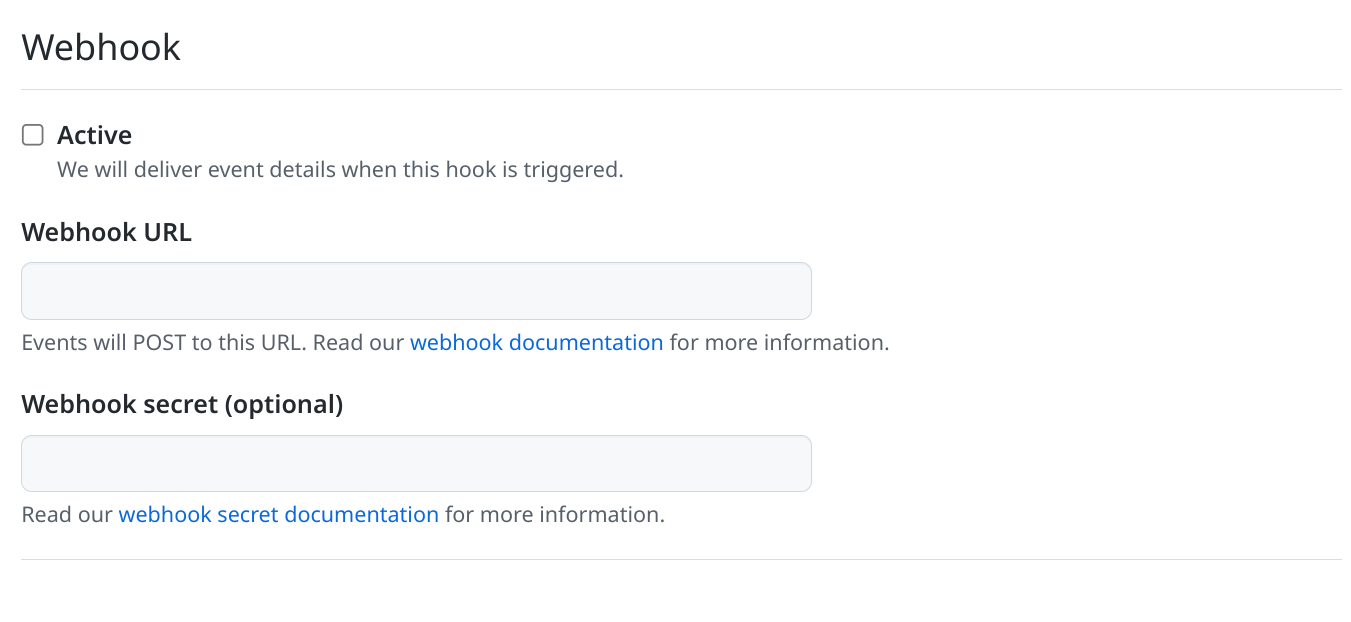 Webhook
Active
We will deliver event details when this hook is triggered.
Webhook URL
Events will POST to this URL. Read our webhook documentation for more information.
Webhook secret (optional)
Read our webhook secret documentation for more information.